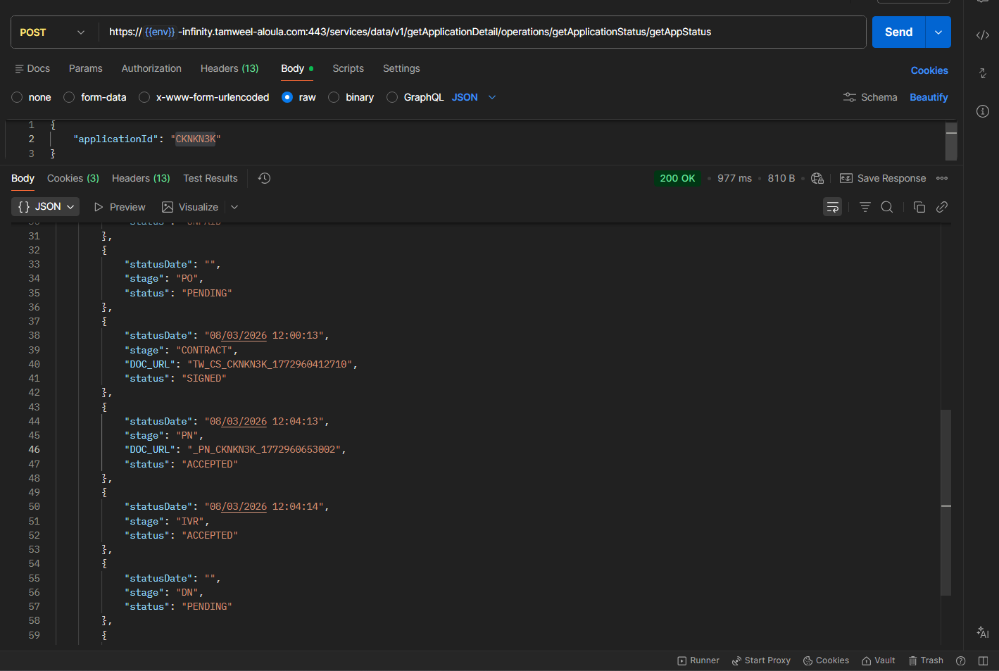 POST https:// {{env}} -infinity.tamweel-aloula.com:443/services/data/v1/getApplicationDetail/operations/getApplicationStatus/getAppStatus Send
Docs Params Authorization Headers (13) Body Scripts Settings Cookies
none form-data x-www-form-urlencoded raw binary GraphQL JSON Schema Beautify
1 {
2 "applicationId": "CKNKN3K"
3 }
Body Cookies (3) Headers (13) Test Results 200 OK 977 ms 810 B e.g. Save Response
{} JSON Preview Visualize
31 },
32 {
33 "statusDate": "",
34 "stage": "PO",
35 "status": "PENDING"
36 },
37 {
38 "statusDate": "08/03/2026 12:00:13",
39 "stage": "CONTRACT",
40 "DOC_URL": "TW_CS_CKNKN3K_1772960412710",
41 "status": "SIGNED"
42 },
43 {
44 "statusDate": "08/03/2026 12:04:13",
45 "stage": "PN",
46 "DOC_URL": "_PN_CKNKN3K_1772960653002",
47 "status": "ACCEPTED"
48 },
49 {
50 "statusDate": "08/03/2026 12:04:14",
51 "stage": "IVR",
52 "status": "ACCEPTED"
53 },
54 {
55 "statusDate": "",
56 "stage": "DN",
57 "status": "PENDING"
58 },
59 {
AI
Runner Start Proxy Cookies Vault Trash